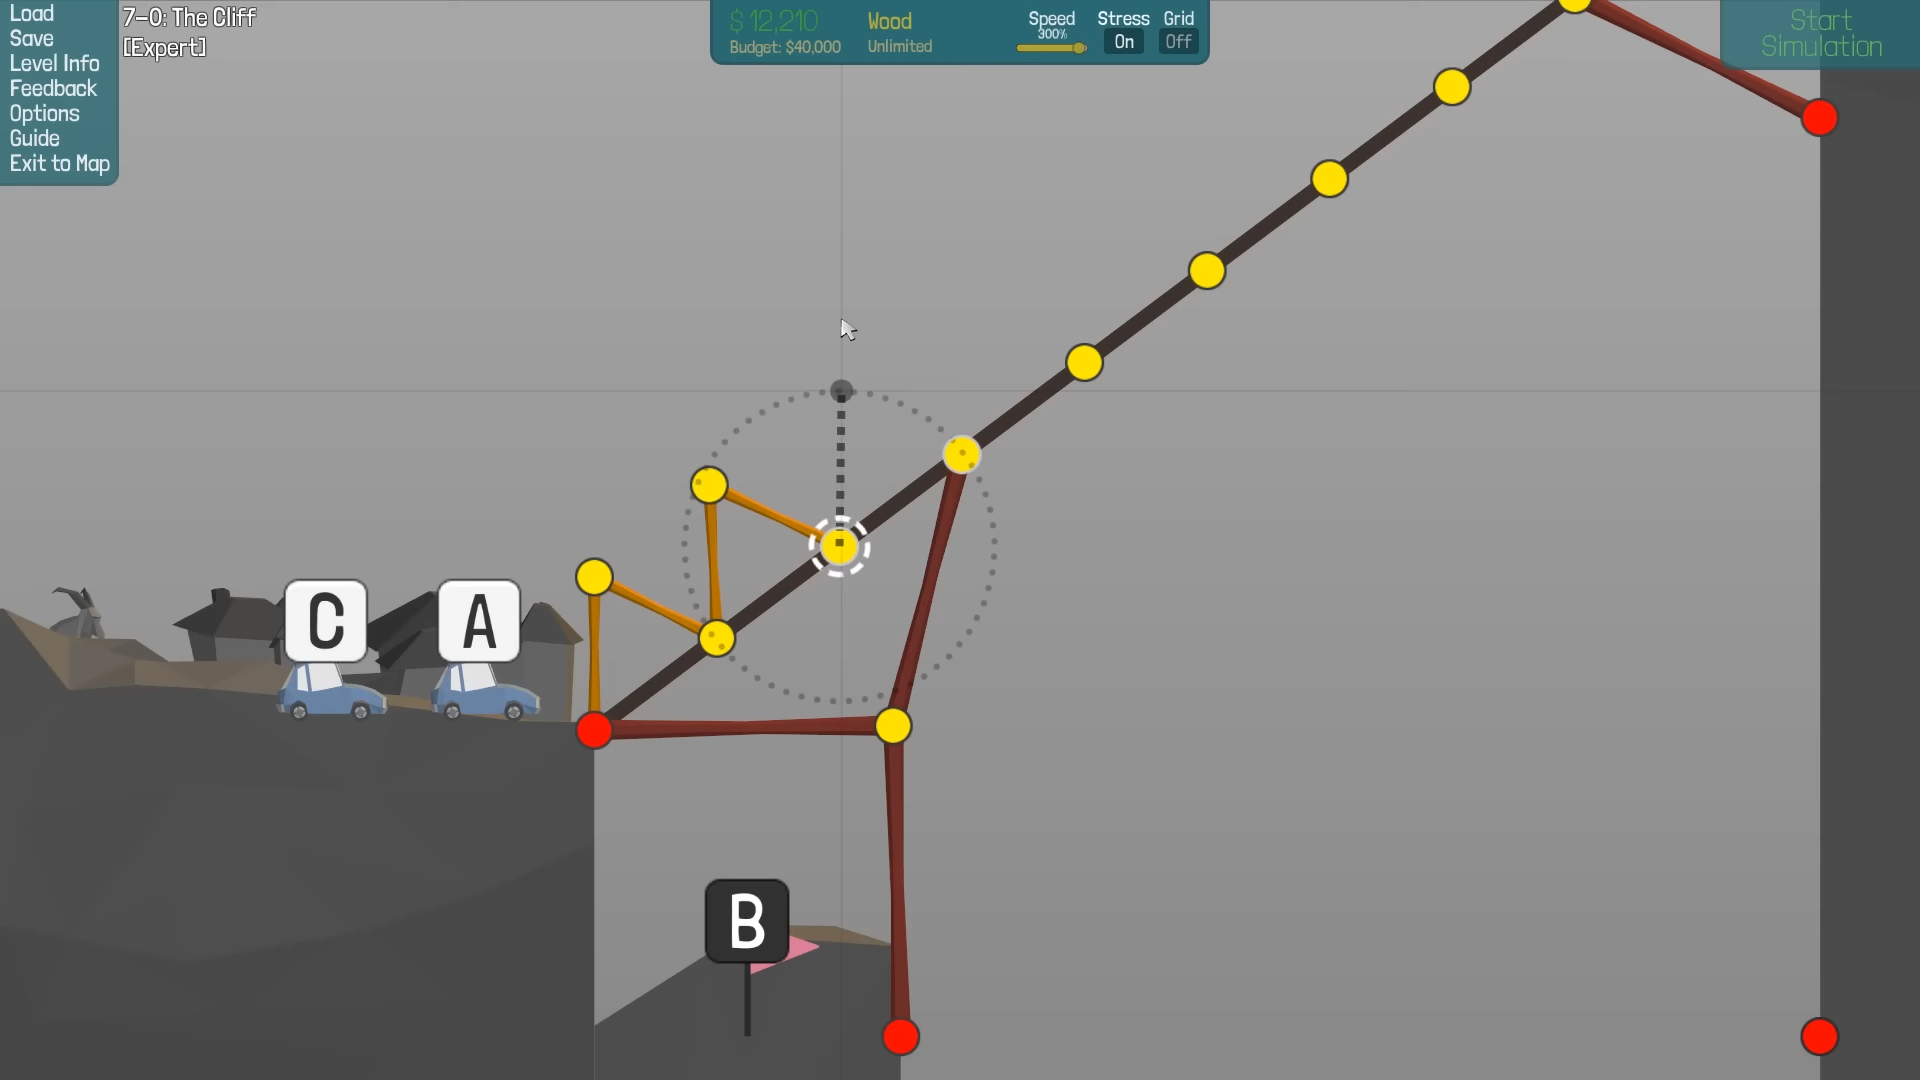 Load
Save
Level Info
Feedback
Options
Guide
Exit to Map
7-0: The Cliff
[Expert]
$ 12,210
Budget: $40,000
Wood
Unlimited
Speed
300%
Stress
On
Grid
Off
Start
Simulation
C
A
B